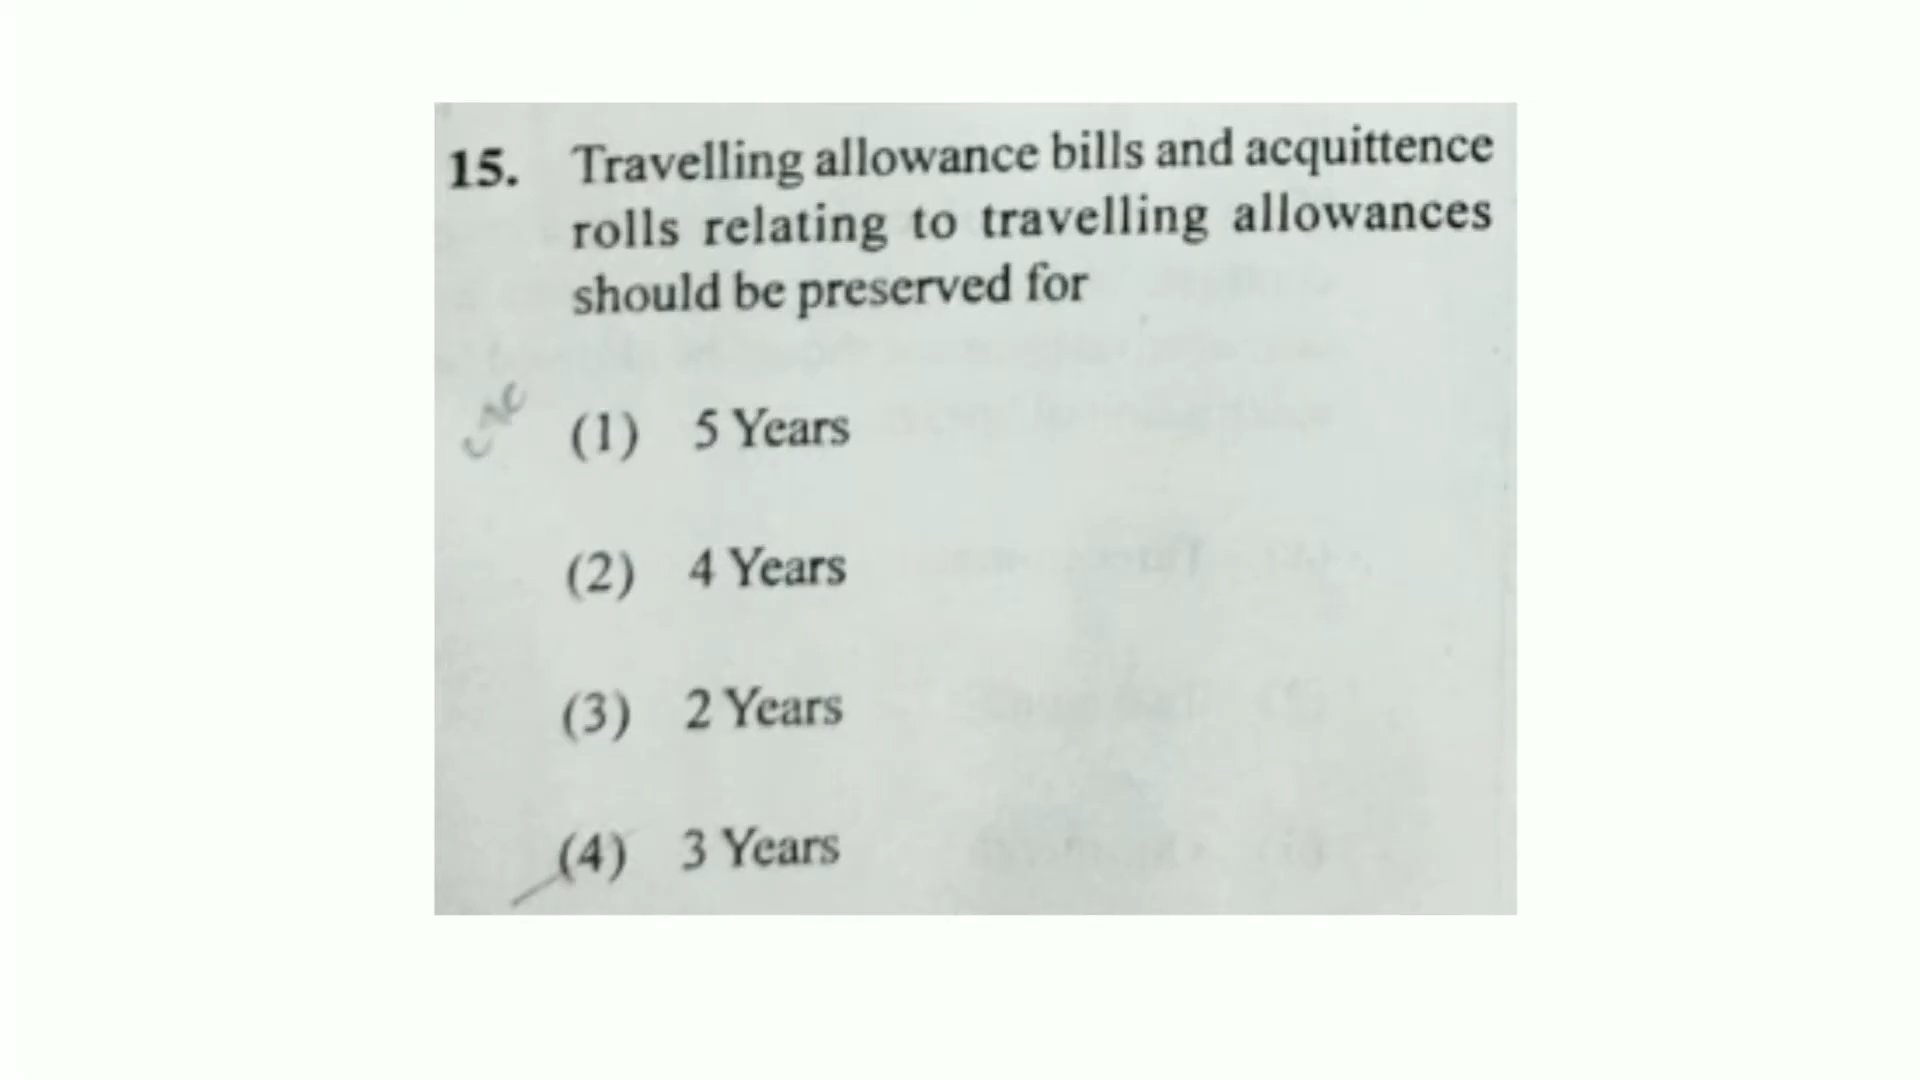 15. Travelling allowance bills and acquittence
rolls relating to travelling allowances
should be preserved for
(1) 5 Years
(2) 4 Years
(3) 2 Years
(4) 3 Years